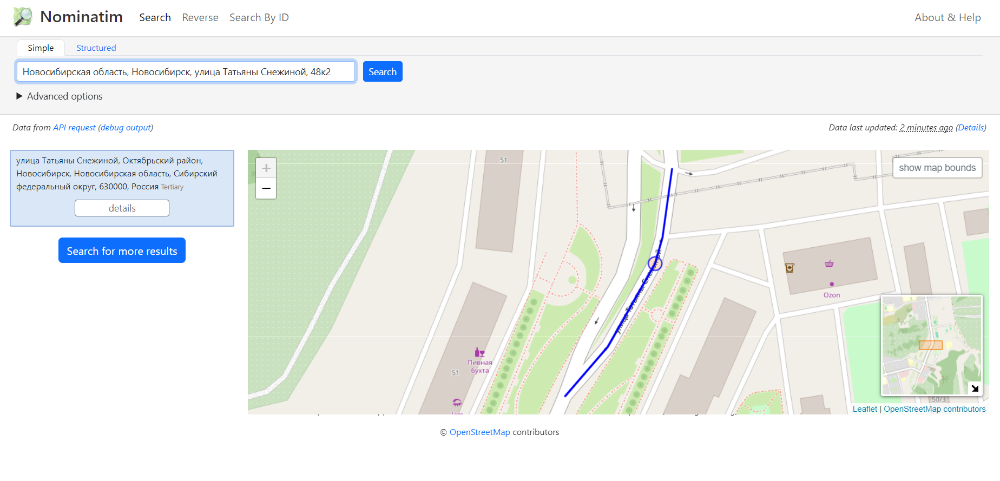 Nominatim
Search
Reverse
Search By ID
About & Help
Simple
Structured
Новосибирская область, Новосибирск, улица Татьяны Снежиной, 48к2
Search
Advanced options
Data from API request (debug output)
Data last updated: 2 minutes ago (Details)
улица Татьяны Снежиной, Октябрьский район,
Новосибирск, Новосибирская область, Сибирский
федеральный округ, 630000, Россия Tertiary
details
Search for more results
+
−
show map bounds
51
улица Татьяны Снежиной
Ozon
Пивная
бухта
51
50/3
Leaflet | OpenStreetMap contributors
© OpenStreetMap contributors